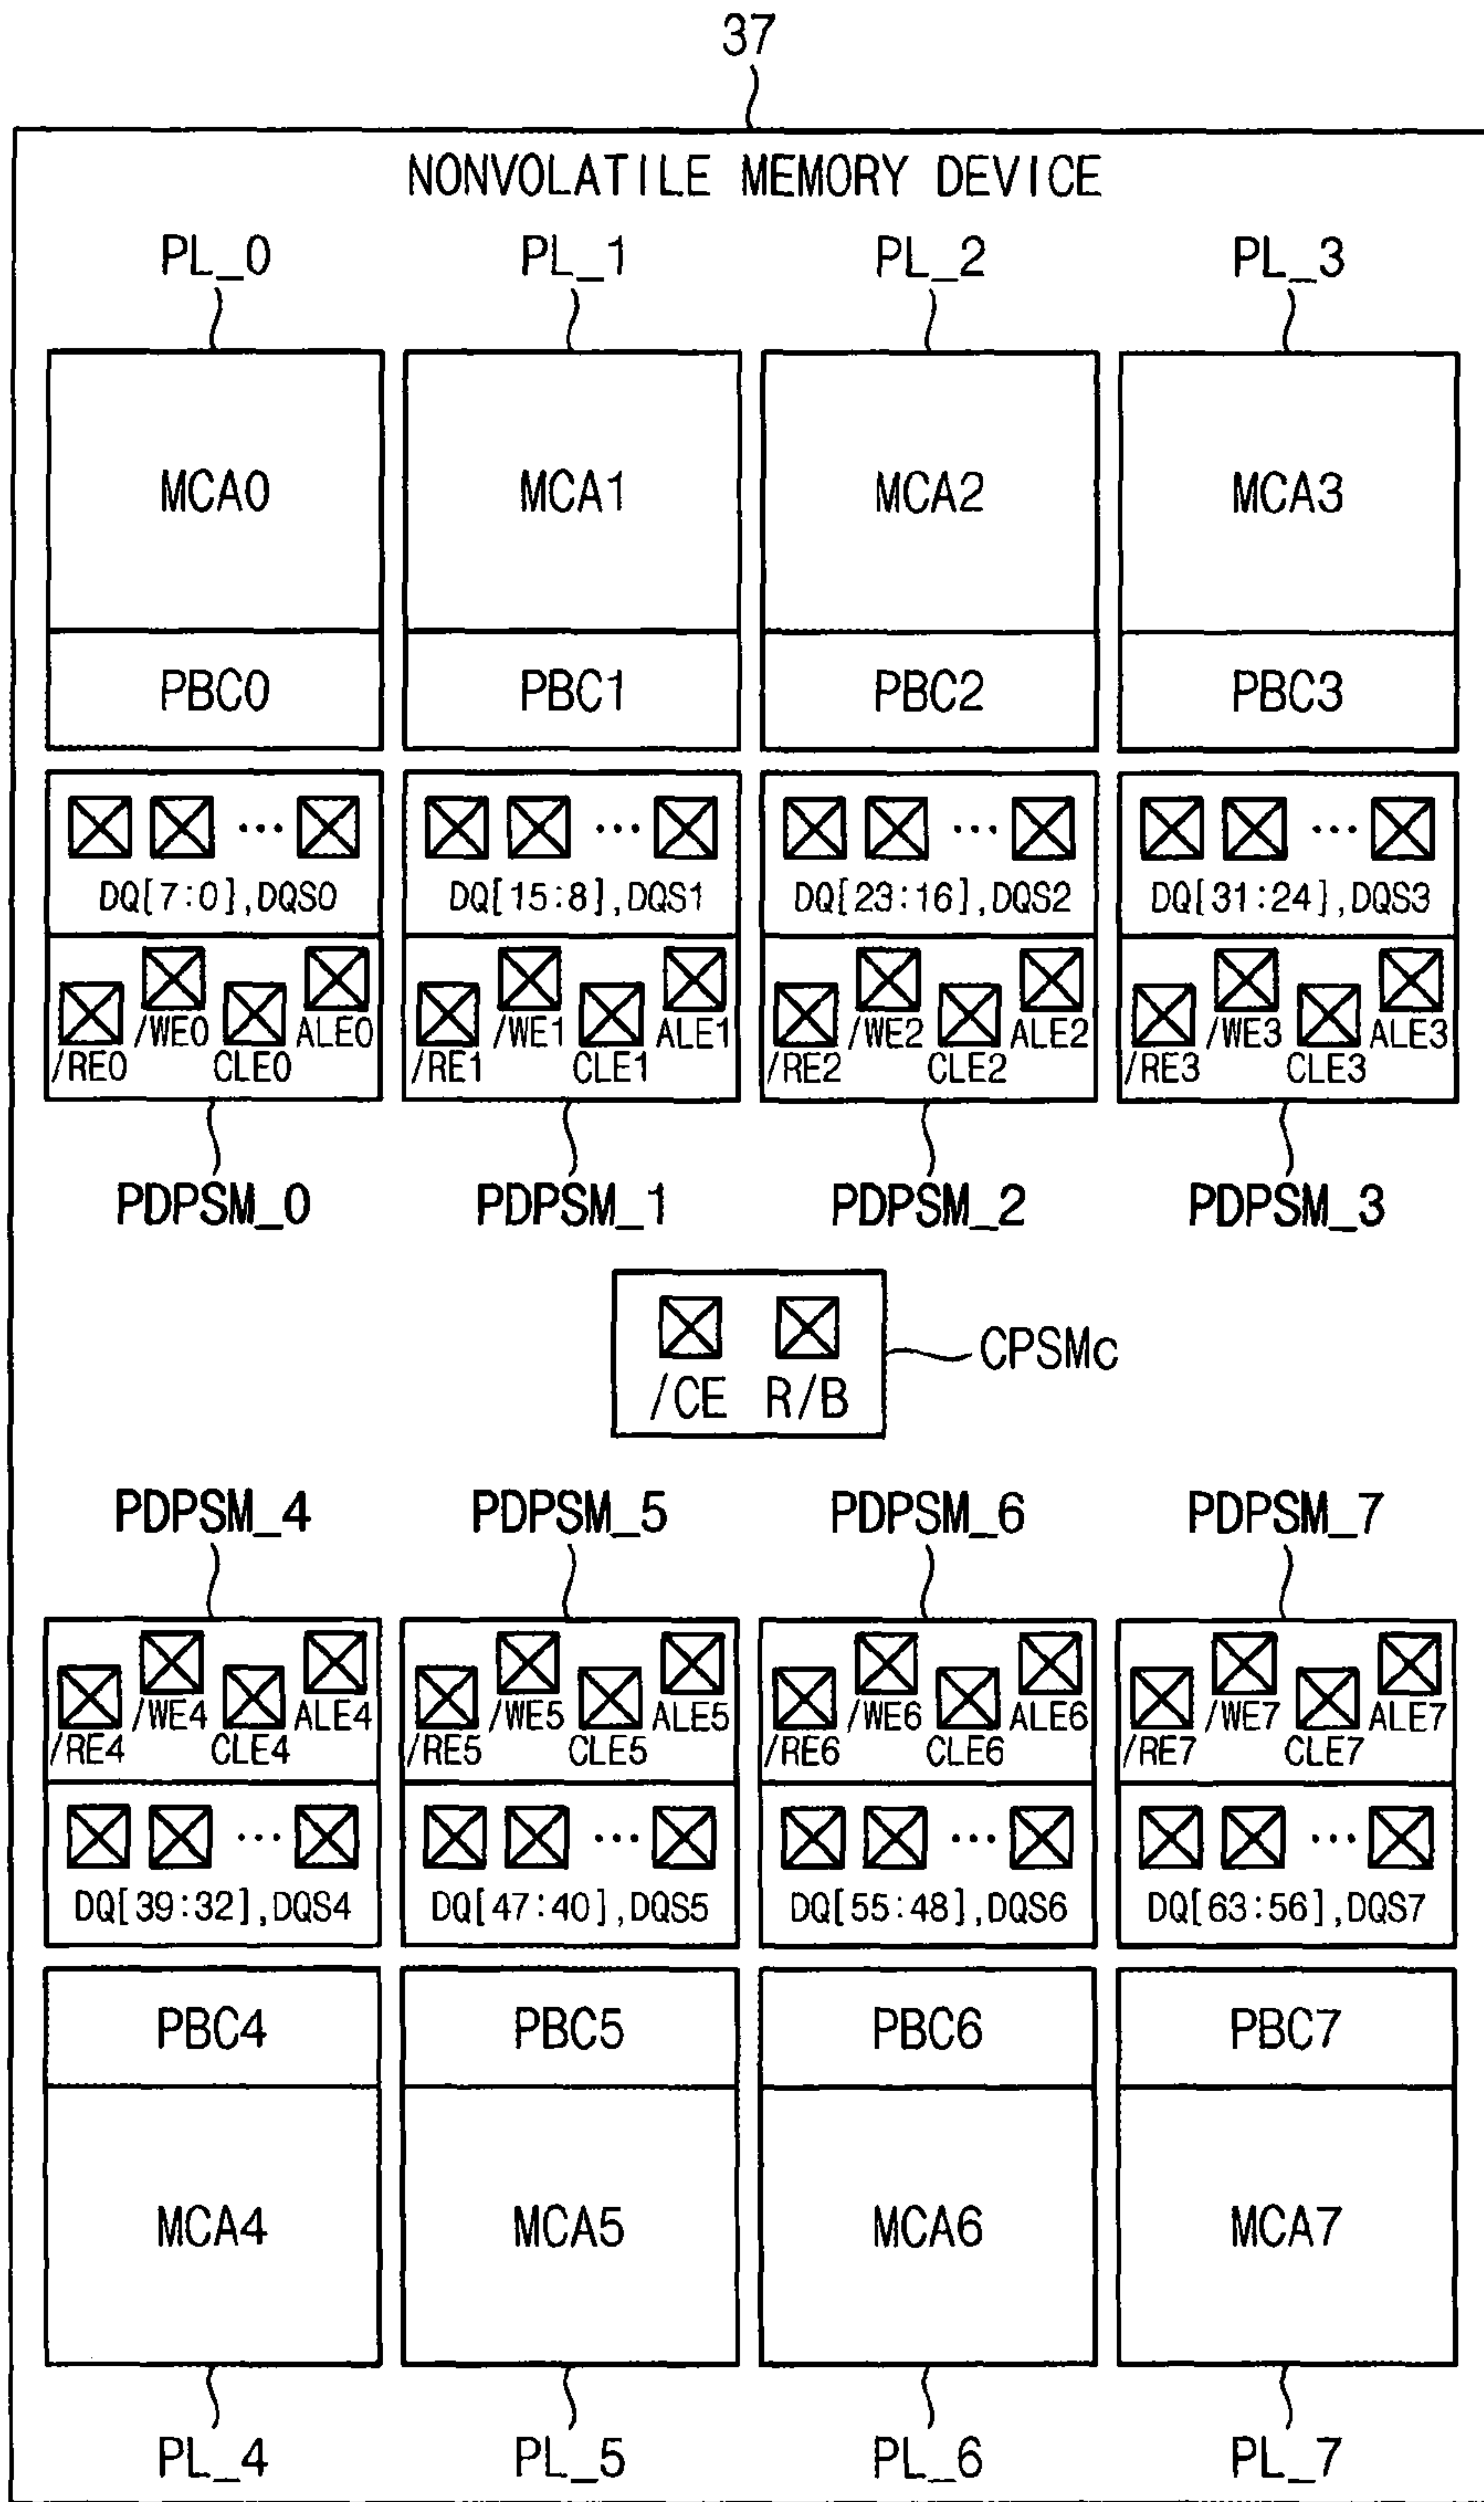 37
NONVOLATILE MEMORY DEVICE
PL_0 PL_1 PL_2 PL_3
MCA0 MCA1 MCA2 MCA3
PBC0 PBC1 PBC2 PBC3
... ... ... ...
DQ[7:0],DQS0 DQ[15:8],DQS1 DQ[23:16],DQS2 DQ[31:24],DQS3
/WE0 ALE0 /WE1 ALE1 /WE2 ALE2 /WE3 ALE3
/RE0 CLE0 /RE1 CLE1 /RE2 CLE2 /RE3 CLE3
PDPSM_0 PDPSM_1 PDPSM_2 PDPSM_3
CPSMc
/CE R/B
PDPSM_4 PDPSM_5 PDPSM_6 PDPSM_7
/WE4 ALE4 /WE5 ALE5 /WE6 ALE6 /WE7 ALE7
/RE4 CLE4 /RE5 CLE5 /RE6 CLE6 /RE7 CLE7
... ... ... ...
DQ[39:32],DQS4 DQ[47:40],DQS5 DQ[55:48],DQS6 DQ[63:56],DQS7
PBC4 PBC5 PBC6 PBC7
MCA4 MCA5 MCA6 MCA7
PL_4 PL_5 PL_6 PL_7